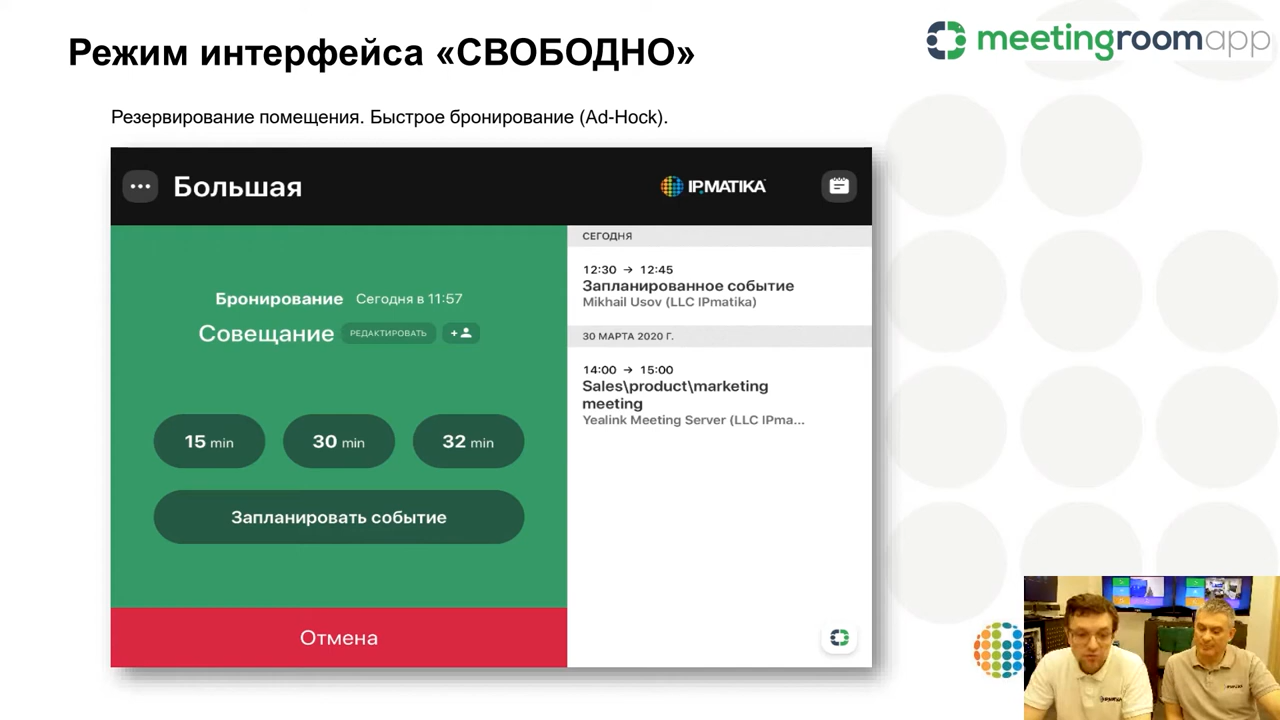 Режим интерфейса «СВОБОДНО»
meetingroomapp
Резервирование помещения. Быстрое бронирование (Ad-Hock).
Большая
IPMATIKA
СЕГОДНЯ
12:30 → 12:45
Запланированное событие
Mikhail Usov (LLC IPmatika)
30 МАРТА 2020 Г.
14:00 → 15:00
Sales\product\marketing
meeting
Yealink Meeting Server (LLC IPma...
Бронирование Сегодня в 11:57
Совещание РЕДАКТИРОВАТЬ +
15 min 30 min 32 min
Запланировать событие
Отмена